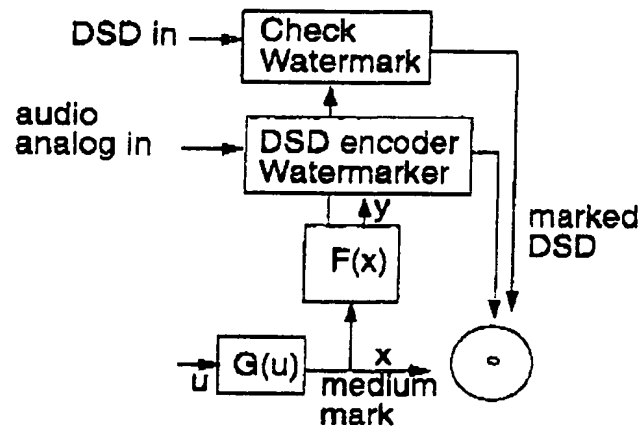 DSD in
Check
Watermark
audio
analog in
DSD encoder
Watermarker
y
F(x)
marked
DSD
u
G(u)
x
medium
mark